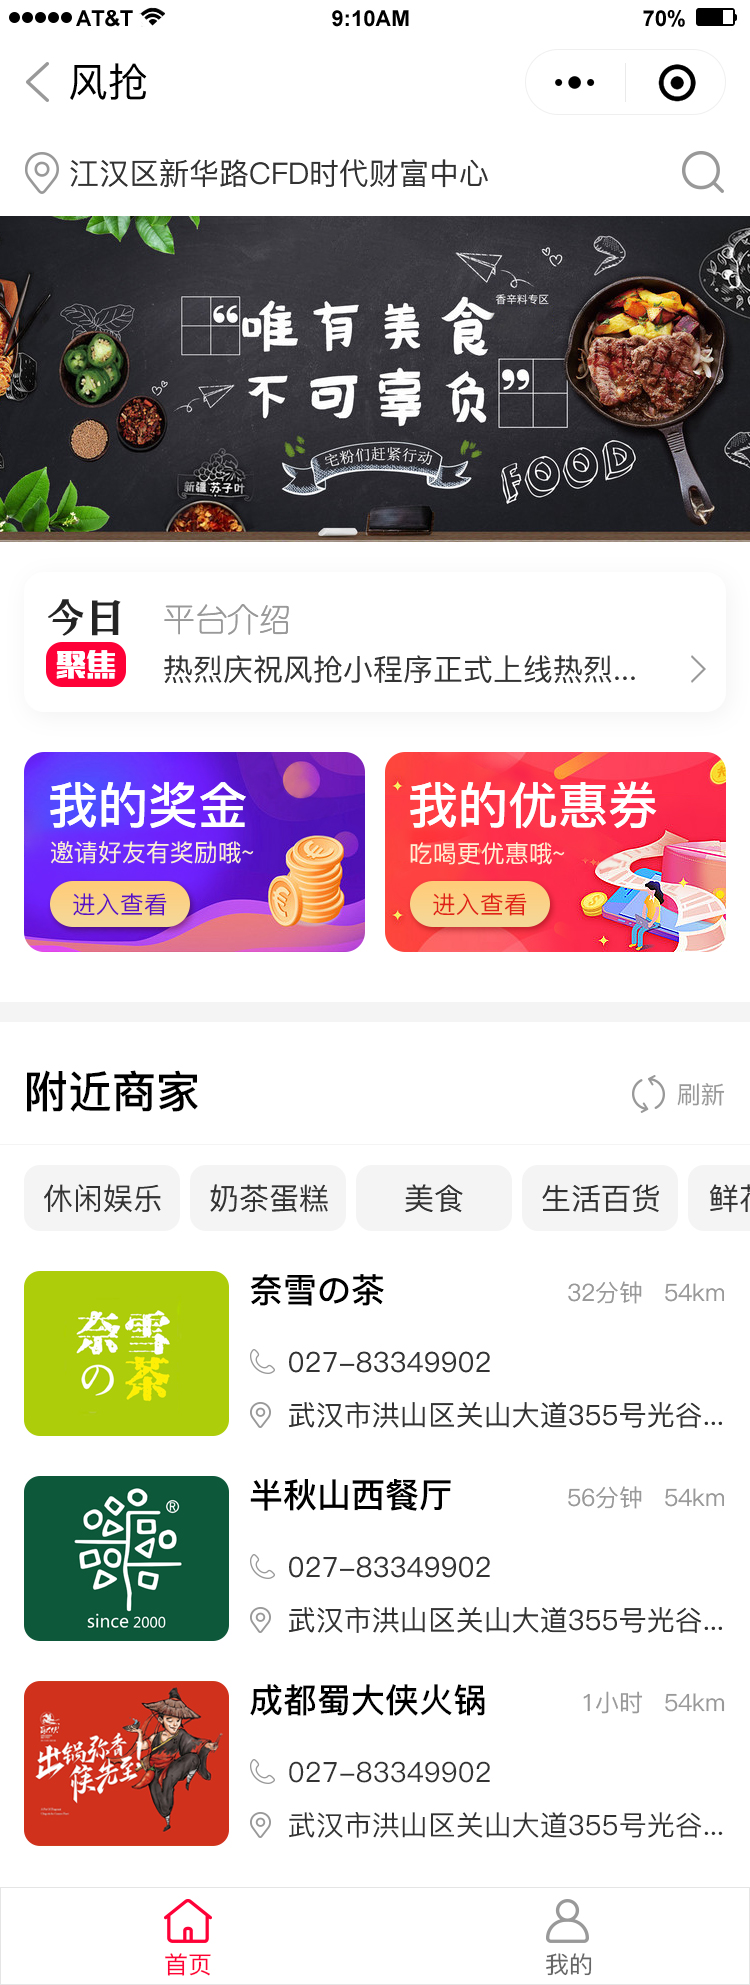 AT&T 9:10AM 70%
风抢
江汉区新华路CFD时代财富中心
香辛料专区
“唯有美食
不可辜负”
宅粉们赶紧行动
FOOD
新疆 苏子叶
今日
聚焦
平台介绍
热烈庆祝风抢小程序正式上线热烈...
我的奖金
邀请好友有奖励哦~
进入查看
我的优惠券
吃喝更优惠哦~
进入查看
附近商家
刷新
休闲娱乐 奶茶蛋糕 美食 生活百货 鲜花
奈雪
の茶
奈雪の茶
32分钟 54km
027-83349902
武汉市洪山区关山大道355号光谷...
®
since 2000
半秋山西餐厅
56分钟 54km
027-83349902
武汉市洪山区关山大道355号光谷...
出锅弥香
候先至
成都蜀大侠火锅
1小时 54km
027-83349902
武汉市洪山区关山大道355号光谷...
首页 我的